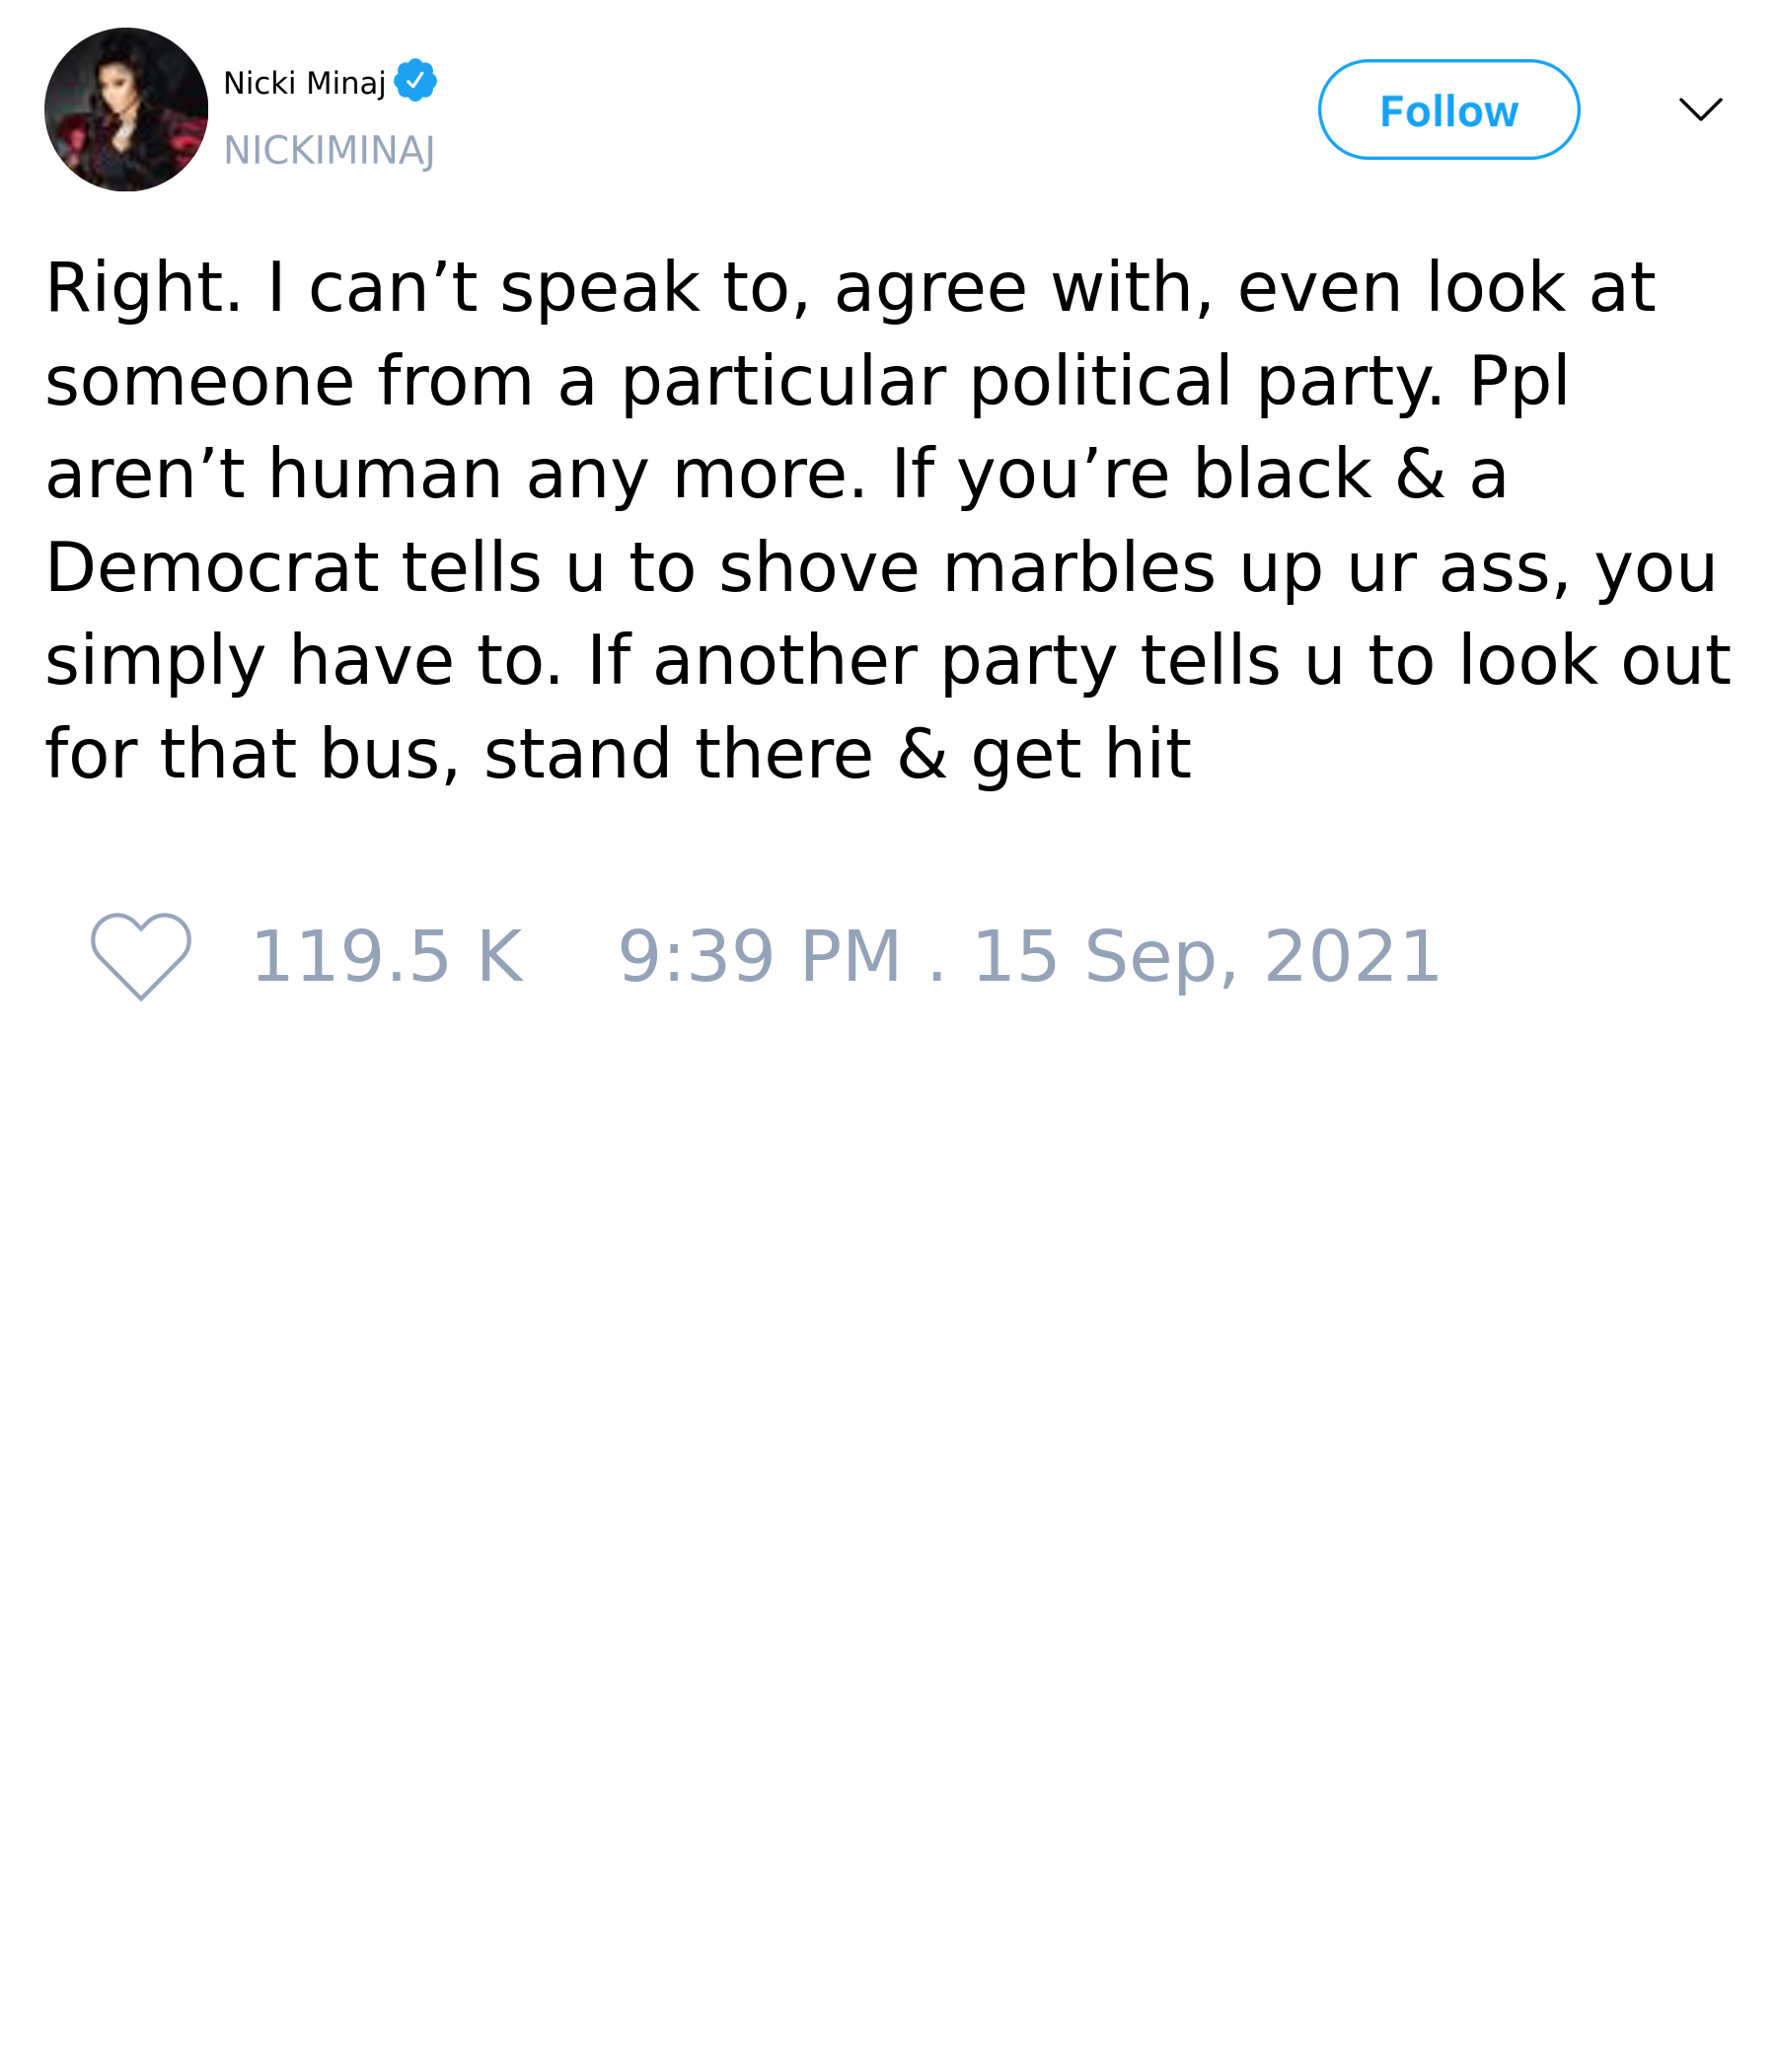 Nicki Minaj
NICKIMINAJ
Follow
Right. I can’t speak to, agree with, even look at
someone from a particular political party. Ppl
aren’t human any more. If you’re black & a
Democrat tells u to shove marbles up ur ass, you
simply have to. If another party tells u to look out
for that bus, stand there & get hit
119.5 K 9:39 PM . 15 Sep, 2021